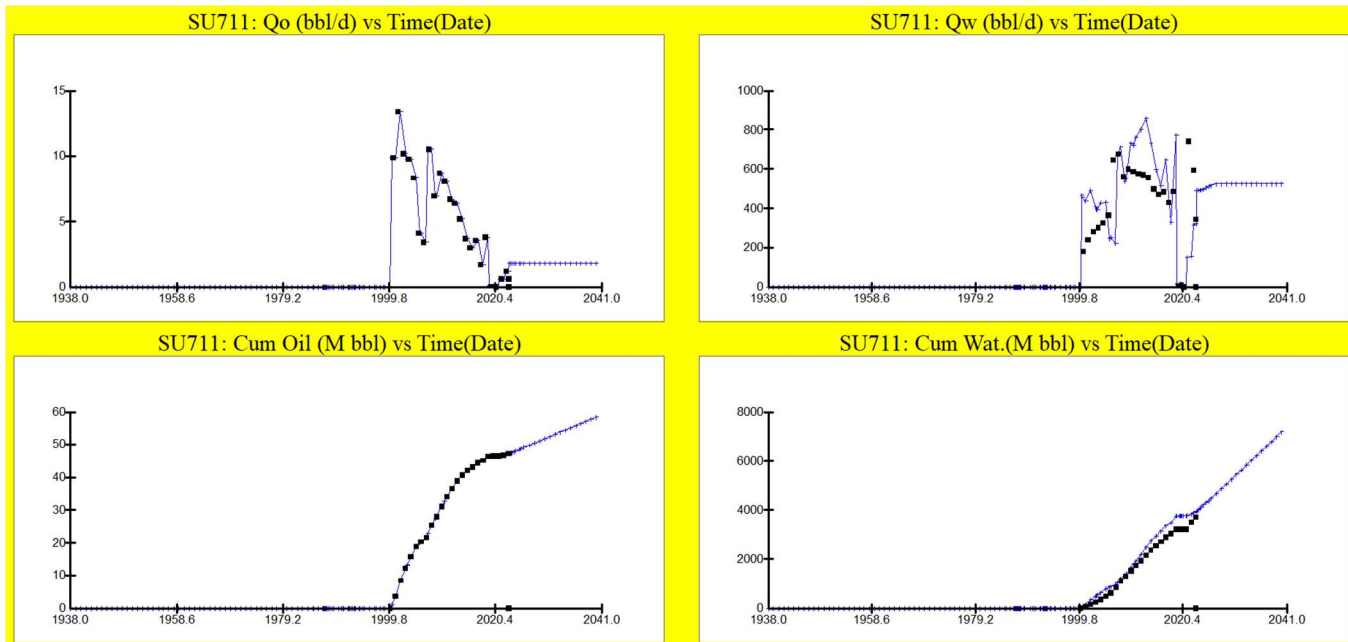 SU711: Qo (bbl/d) vs Time(Date)
15
10
5
0
1938.0 1958.6 1979.2 1999.8 2020.4 2041.0
SU711: Qw (bbl/d) vs Time(Date)
1000
800
600
400
200
0
1938.0 1958.6 1979.2 1999.8 2020.4 2041.0
SU711: Cum Oil (M bbl) vs Time(Date)
60
50
40
30
20
10
0
1938.0 1958.6 1979.2 1999.8 2020.4 2041.0
SU711: Cum Wat.(M bbl) vs Time(Date)
8000
6000
4000
2000
0
1938.0 1958.6 1979.2 1999.8 2020.4 2041.0